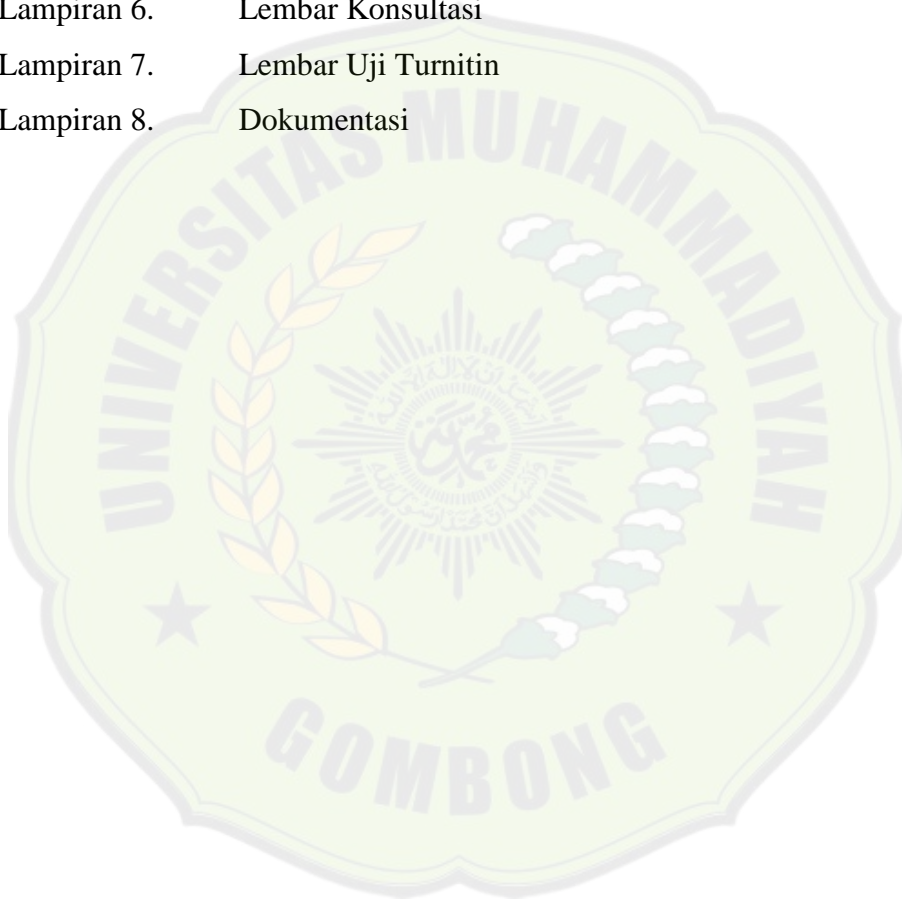 Lampiran 6. Lembar Konsultasi
Lampiran 7. Lembar Uji Turnitin
Lampiran 8. Dokumentasi
UNIVERSITAS MUHAMMADIYAH
GOMBONG